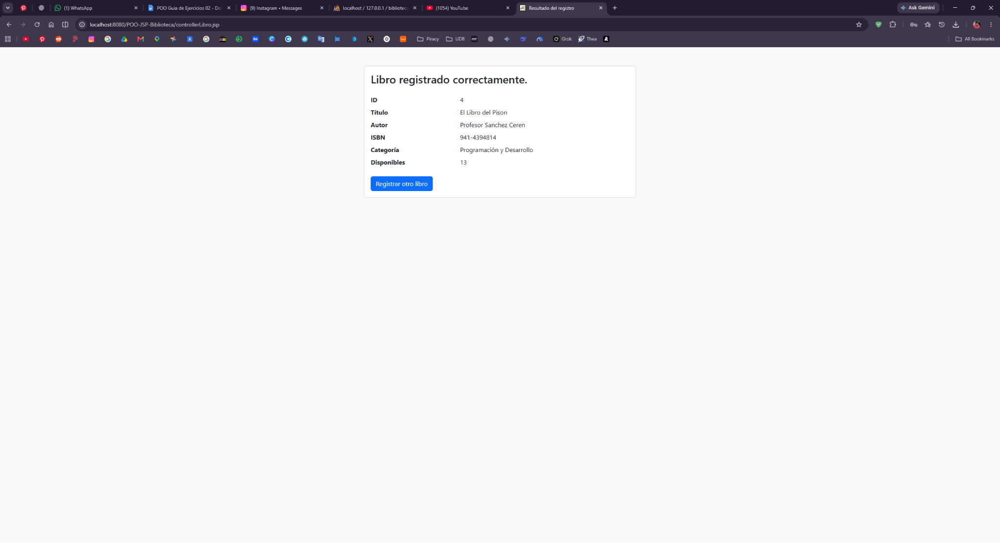 (1) WhatsApp
POO Guia de Ejercicios 02 - Doc
(9) Instagram • Messages
localhost / 127.0.0.1 / biblioteca
(1054) YouTube
Resultado del registro
Ask Gemini
localhost:8080/POO-JSP-Biblioteca/controllerLibro.jsp
Piracy
UDB
mt
Grok
Thea
All Bookmarks
Libro registrado correctamente.
ID 4
Título El Libro del Pison
Autor Profesor Sanchez Ceren
ISBN 941-4394814
Categoría Programación y Desarrollo
Disponibles 13
Registrar otro libro